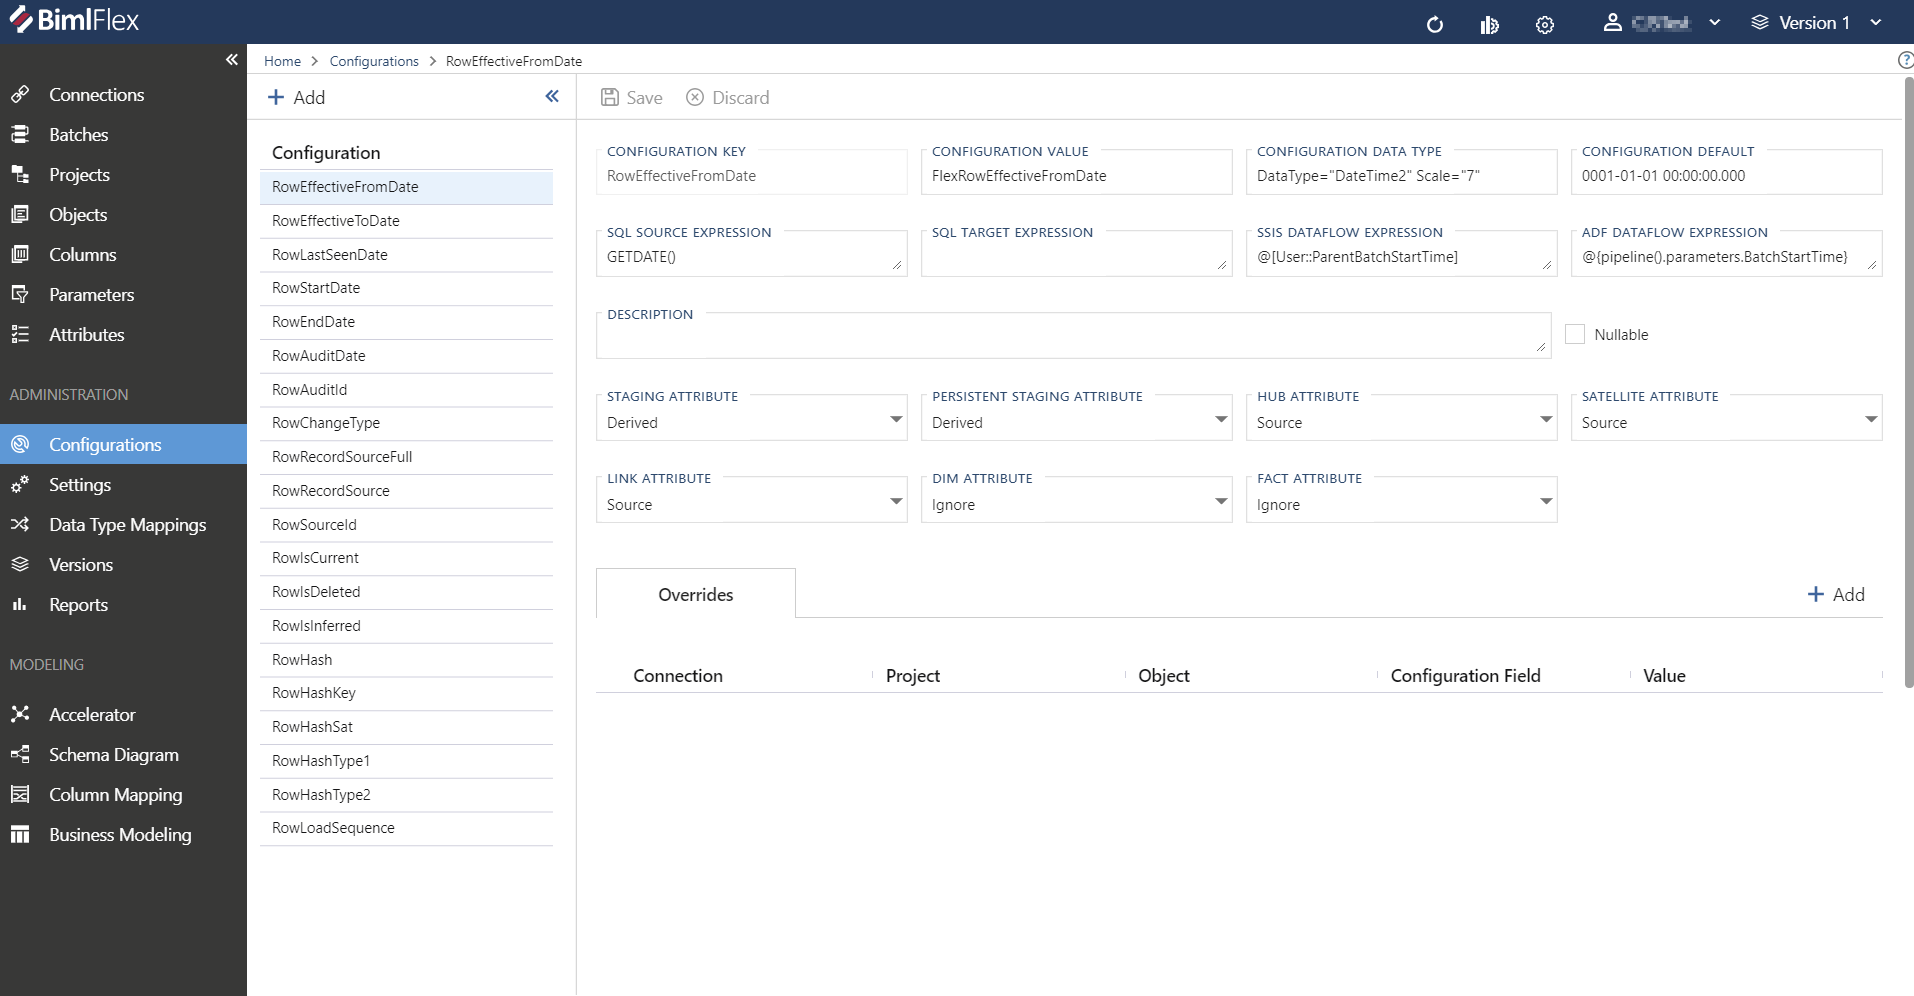 BimlFlex
Version 1
Home > Configurations > RowEffectiveFromDate
Connections
Batches
Projects
Objects
Columns
Parameters
Attributes
ADMINISTRATION
Configurations
Settings
Data Type Mappings
Versions
Reports
MODELING
Accelerator
Schema Diagram
Column Mapping
Business Modeling
+ Add
Configuration
RowEffectiveFromDate
RowEffectiveToDate
RowLastSeenDate
RowStartDate
RowEndDate
RowAuditDate
RowAuditId
RowChangeType
RowRecordSourceFull
RowRecordSource
RowSourceId
RowIsCurrent
RowIsDeleted
RowIsInferred
RowHash
RowHashKey
RowHashSat
RowHashType1
RowHashType2
RowLoadSequence
Save Discard
CONFIGURATION KEY
RowEffectiveFromDate
CONFIGURATION VALUE
FlexRowEffectiveFromDate
CONFIGURATION DATA TYPE
DataType="DateTime2" Scale="7"
CONFIGURATION DEFAULT
0001-01-01 00:00:00.000
SQL SOURCE EXPRESSION
GETDATE()
SQL TARGET EXPRESSION
SSIS DATAFLOW EXPRESSION
@[User::ParentBatchStartTime]
ADF DATAFLOW EXPRESSION
@{pipeline().parameters.BatchStartTime}
DESCRIPTION
Nullable
STAGING ATTRIBUTE
Derived
PERSISTENT STAGING ATTRIBUTE
Derived
HUB ATTRIBUTE
Source
SATELLITE ATTRIBUTE
Source
LINK ATTRIBUTE
Source
DIM ATTRIBUTE
Ignore
FACT ATTRIBUTE
Ignore
Overrides
+ Add
Connection Project Object Configuration Field Value